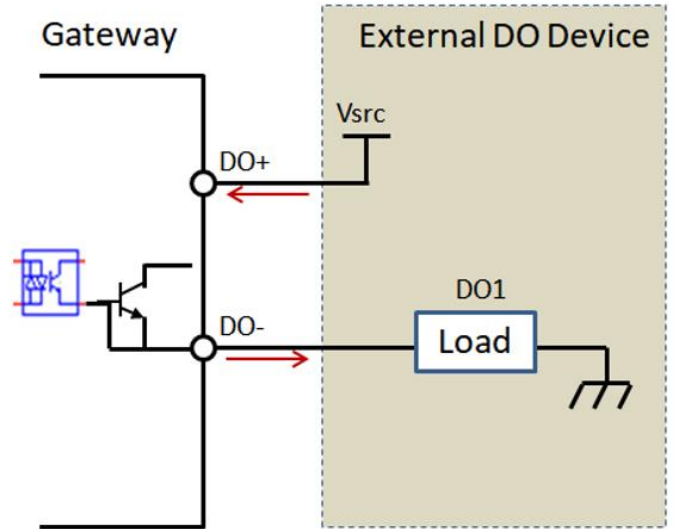 Gateway
External DO Device
Vsrc
DO+
DO1
DO-
Load